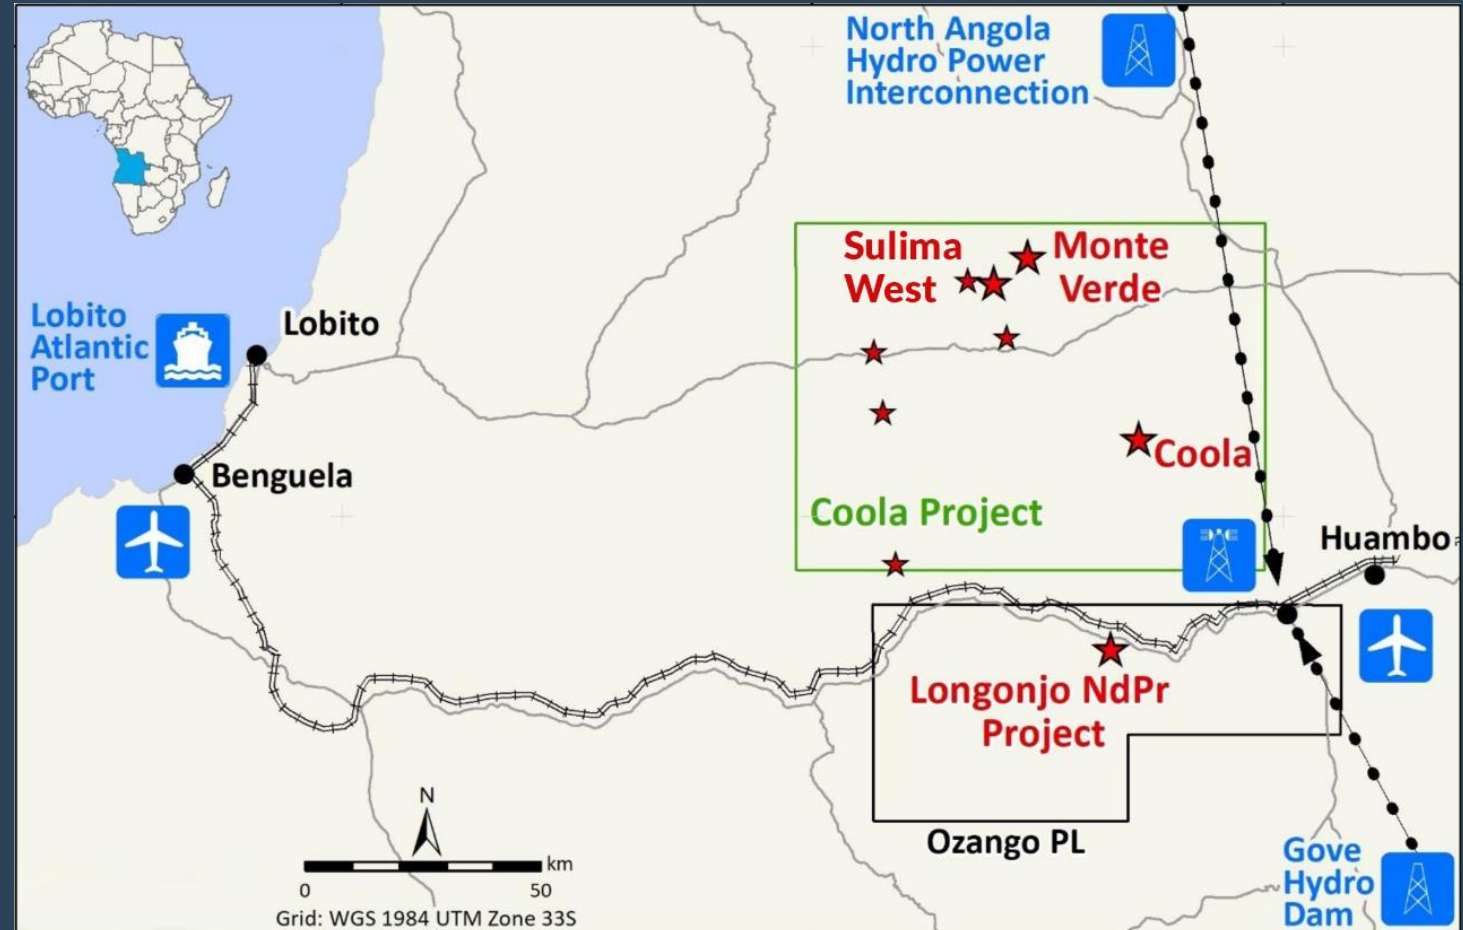 North Angola
Hydro Power
Interconnection
Sulima
West
Monte
Verde
Lobito
Atlantic
Port
Lobito
Benguela
Coola
Coola Project
Huambo
Longonjo NdPr
Project
Ozango PL
N
km
0 50
Grid: WGS 1984 UTM Zone 33S
Gove
Hydro
Dam